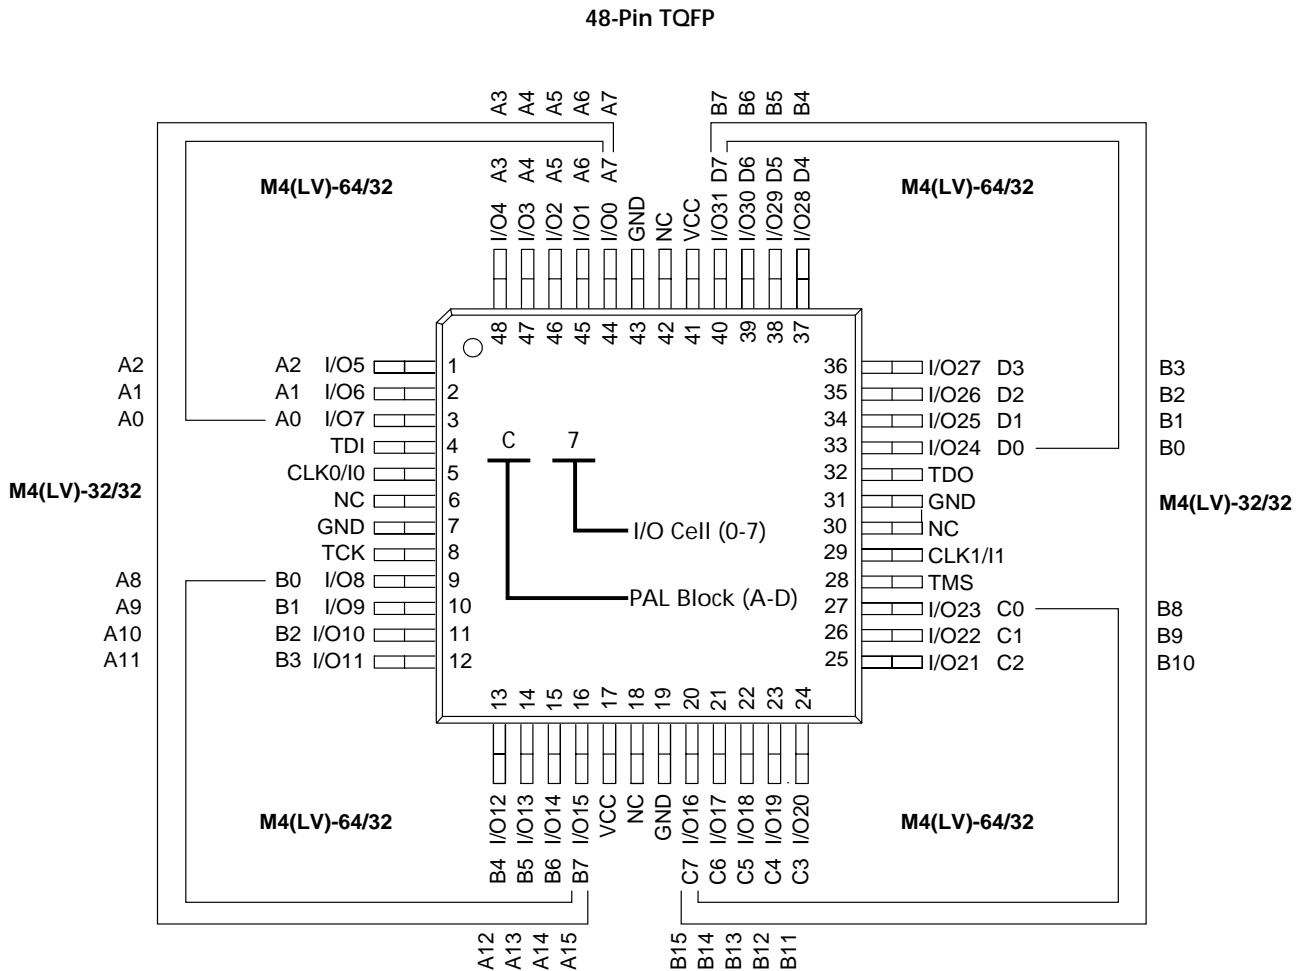 48-Pin TQFP
A3 A4 A5 A6 A7 B7 B6 B5 B4
M4(LV)-64/32
A3 A4 A5 A6 A7
D7 D6 D5 D4
M4(LV)-64/32
I/O4 I/O3 I/O2 I/O1 I/O0 GND NC VCC I/O31 I/O30 I/O29 I/O28
48 47 46 45 44 43 42 41 40 39 38 37
A2 A2 I/O5 1 36 I/O27 D3 B3
A1 A1 I/O6 2 35 I/O26 D2 B2
A0 A0 I/O7 3 34 I/O25 D1 B1
TDI 4 33 I/O24 D0 B0
C 7
CLK0/I0 5 32 TDO
M4(LV)-32/32
NC 6 31 GND
M4(LV)-32/32
GND 7 30 NC
I/O Cell (0-7)
TCK 8 29 CLK1/I1
A8 B0 I/O8 9 28 TMS
PAL Block (A-D)
A9 B1 I/O9 10 27 I/O23 C0 B8
A10 B2 I/O10 11 26 I/O22 C1 B9
A11 B3 I/O11 12 25 I/O21 C2 B10
13 14 15 16 17 18 19 20 21 22 23 24
I/O12 I/O13 I/O14 I/O15 VCC NC GND I/O16 I/O17 I/O18 I/O19 I/O20
M4(LV)-64/32
M4(LV)-64/32
B4 B5 B6 B7 C7 C6 C5 C4 C3
A12 A13 A14 A15 B15 B14 B13 B12 B11